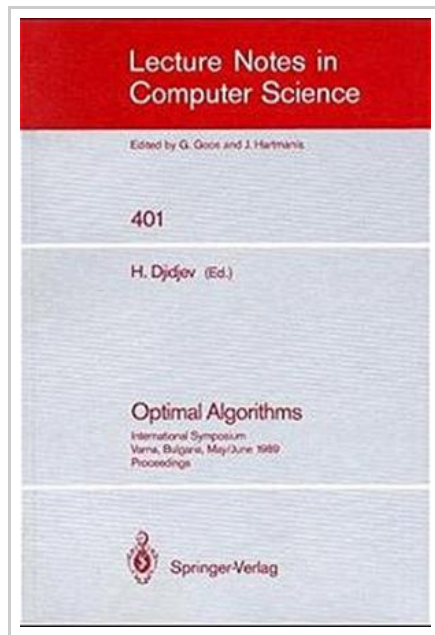 Lecture Notes in
Computer Science
Edited by G. Goos and J. Hartmanis
401
H. Djidjev (Ed.)
Optimal Algorithms
International Symposium
Varna, Bulgaria, May/June 1989
Proceedings
Springer-Verlag